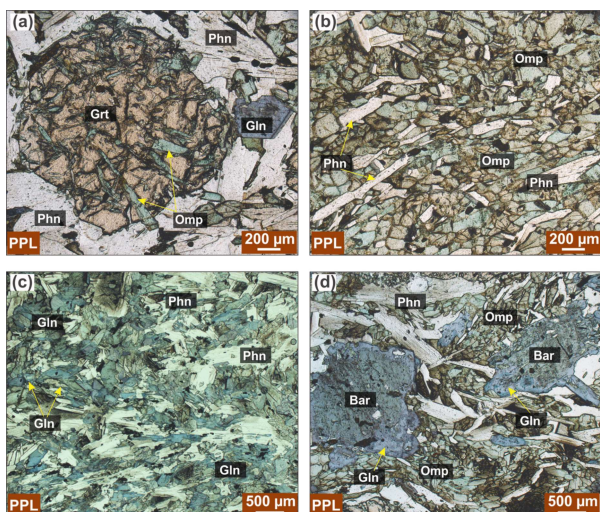 (a)
Phn
Grt
Gln
Phn
Omp
PPL
200 µm
(b)
Omp
Phn
Omp
Phn
PPL
200 µm
(c)
Gln
Phn
Phn
Gln
Gln
PPL
500 µm
(d)
Phn
Omp
Bar
Bar
Gln
Gln
Omp
PPL
500 µm